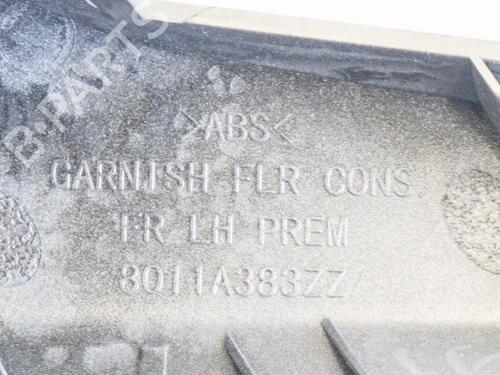 B-PARTS
>ABS<
GARNISH FLR CONS
FR LH PREM
8011A383ZZ